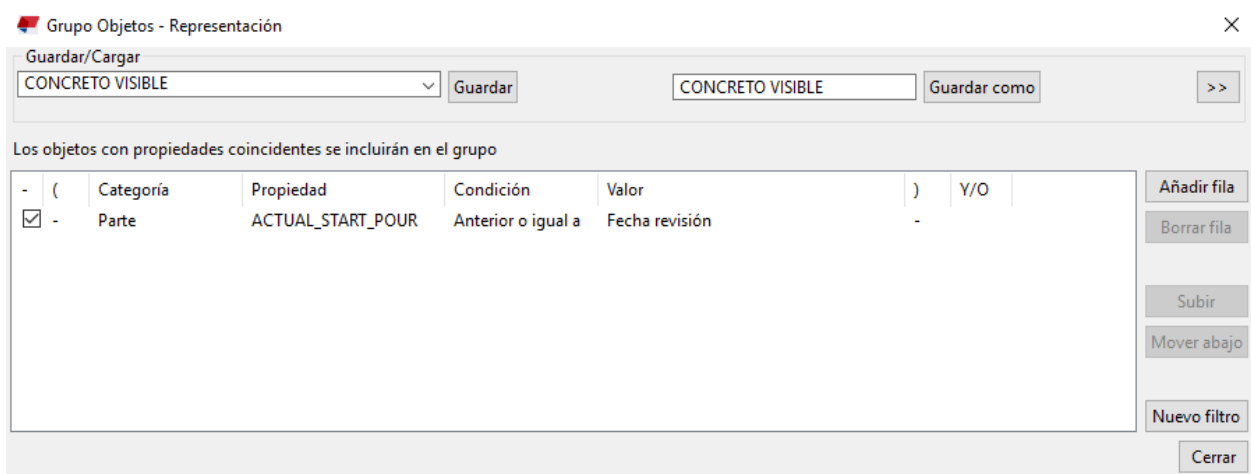 Grupo Objetos - Representación
Guardar/Cargar
CONCRETO VISIBLE Guardar CONCRETO VISIBLE Guardar como >>
Los objetos con propiedades coincidentes se incluirán en el grupo
- ( Categoría Propiedad Condición Valor ) Y/O
- Parte ACTUAL_START_POUR Anterior o igual a Fecha revisión -
Añadir fila
Borrar fila
Subir
Mover abajo
Nuevo filtro
Cerrar